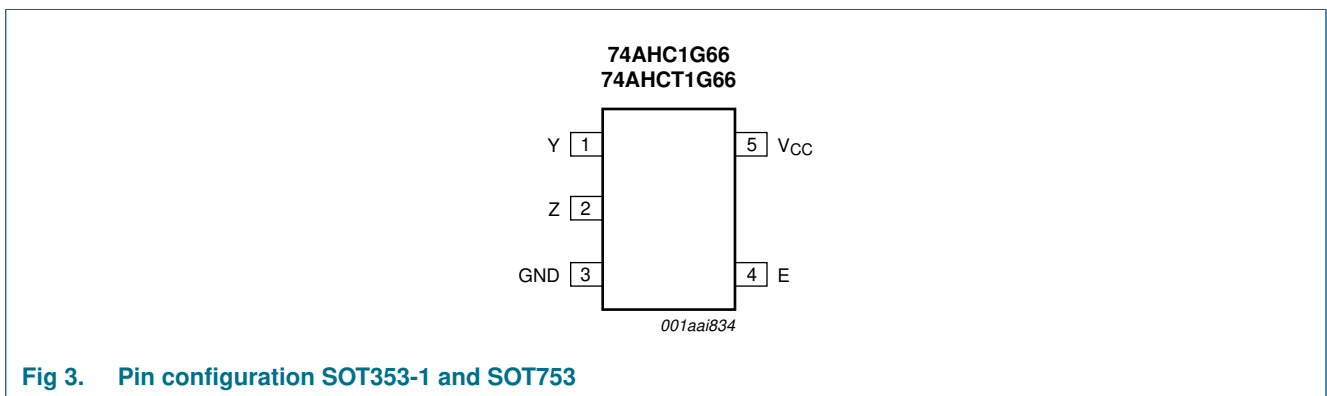 74AHC1G66
74AHCT1G66
Y 1 5 VCC
Z 2
GND 3 4 E
001aai834
Fig 3. Pin configuration SOT353-1 and SOT753